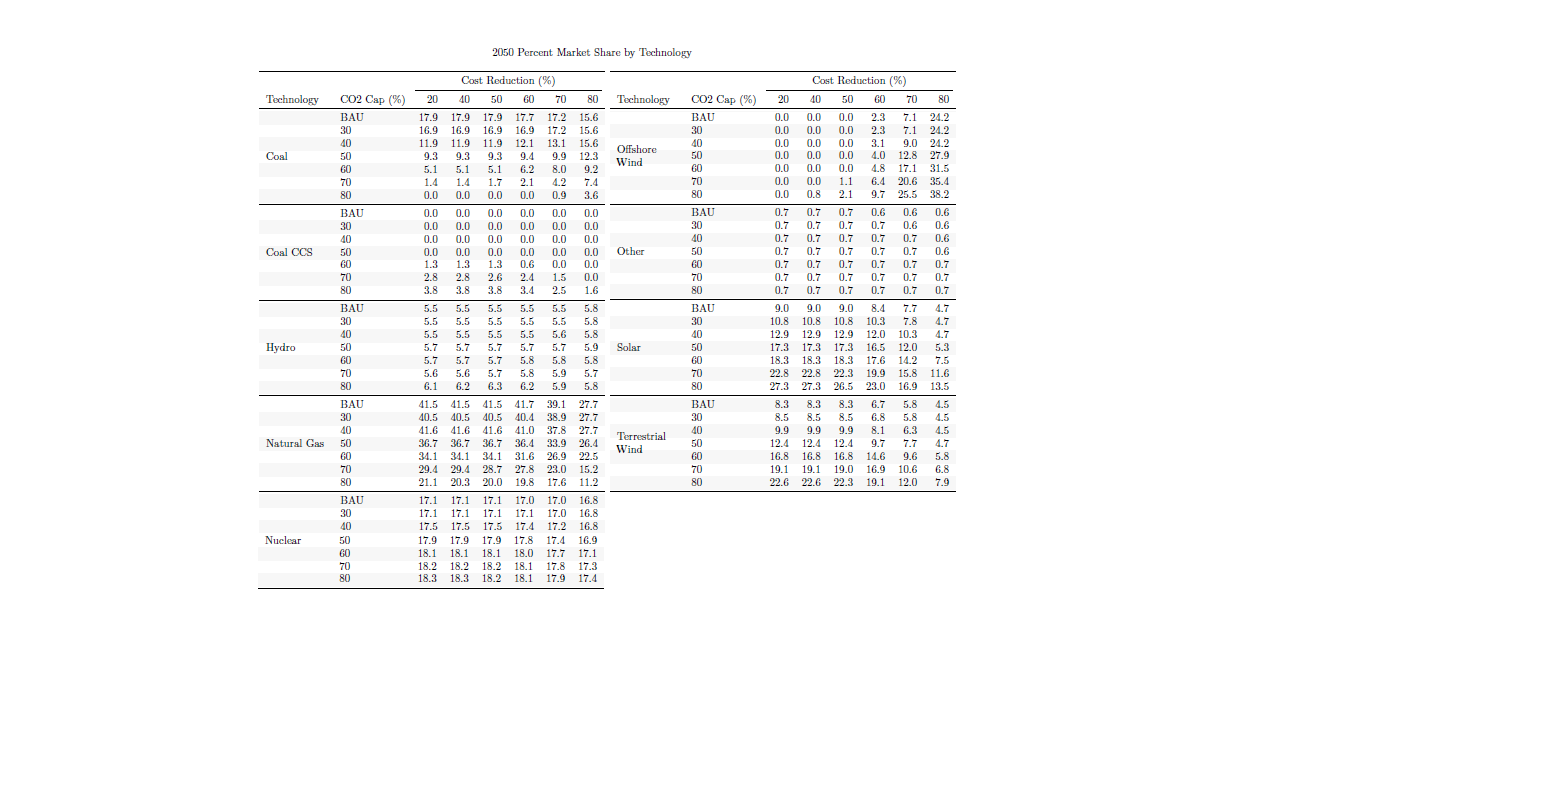 2050 Percent Market Share by Technology
Cost Reduction (%)
Technology CO2 Cap (%) 20 40 50 60 70 80
BAU 17.9 17.9 17.9 17.7 17.2 15.6
30 16.9 16.9 16.9 16.9 17.2 15.6
40 11.9 11.9 11.9 12.1 13.1 15.6
Coal 50 9.3 9.3 9.3 9.4 9.9 12.3
60 5.1 5.1 5.1 6.2 8.0 9.2
70 1.4 1.4 1.7 2.1 4.2 7.4
80 0.0 0.0 0.0 0.0 0.9 3.6
BAU 0.0 0.0 0.0 0.0 0.0 0.0
30 0.0 0.0 0.0 0.0 0.0 0.0
40 0.0 0.0 0.0 0.0 0.0 0.0
Coal CCS 50 0.0 0.0 0.0 0.0 0.0 0.0
60 1.3 1.3 1.3 0.6 0.0 0.0
70 2.8 2.8 2.6 2.4 1.5 0.0
80 3.8 3.8 3.8 3.4 2.5 1.6
BAU 5.5 5.5 5.5 5.5 5.5 5.8
30 5.5 5.5 5.5 5.5 5.5 5.8
40 5.5 5.5 5.5 5.5 5.6 5.8
Hydro 50 5.7 5.7 5.7 5.7 5.7 5.9
60 5.7 5.7 5.7 5.8 5.8 5.8
70 5.6 5.6 5.7 5.8 5.9 5.7
80 6.1 6.2 6.3 6.2 5.9 5.8
BAU 41.5 41.5 41.5 41.7 39.1 27.7
30 40.5 40.5 40.5 40.4 38.9 27.7
40 41.6 41.6 41.6 41.0 37.8 27.7
Natural Gas 50 36.7 36.7 36.7 36.4 33.9 26.4
60 34.1 34.1 34.1 31.6 26.9 22.5
70 29.4 29.4 28.7 27.8 23.0 15.2
80 21.1 20.3 20.0 19.8 17.6 11.2
BAU 17.1 17.1 17.1 17.0 17.0 16.8
30 17.1 17.1 17.1 17.1 17.0 16.8
40 17.5 17.5 17.5 17.4 17.2 16.8
Nuclear 50 17.9 17.9 17.9 17.8 17.4 16.9
60 18.1 18.1 18.1 18.0 17.7 17.1
70 18.2 18.2 18.2 18.1 17.8 17.3
80 18.3 18.3 18.2 18.1 17.9 17.4
Cost Reduction (%)
Technology CO2 Cap (%) 20 40 50 60 70 80
BAU 0.0 0.0 0.0 2.3 7.1 24.2
30 0.0 0.0 0.0 2.3 7.1 24.2
40 0.0 0.0 0.0 3.1 9.0 24.2
Offshore
Wind
50 0.0 0.0 0.0 4.0 12.8 27.9
60 0.0 0.0 0.0 4.8 17.1 31.5
70 0.0 0.0 1.1 6.4 20.6 35.4
80 0.0 0.8 2.1 9.7 25.5 38.2
BAU 0.7 0.7 0.7 0.6 0.6 0.6
30 0.7 0.7 0.7 0.7 0.6 0.6
40 0.7 0.7 0.7 0.7 0.7 0.6
Other 50 0.7 0.7 0.7 0.7 0.7 0.6
60 0.7 0.7 0.7 0.7 0.7 0.7
70 0.7 0.7 0.7 0.7 0.7 0.7
80 0.7 0.7 0.7 0.7 0.7 0.7
BAU 9.0 9.0 9.0 8.4 7.7 4.7
30 10.8 10.8 10.8 10.3 7.8 4.7
40 12.9 12.9 12.9 12.0 10.3 4.7
Solar 50 17.3 17.3 17.3 16.5 12.0 5.3
60 18.3 18.3 18.3 17.6 14.2 7.5
70 22.8 22.8 22.3 19.9 15.8 11.6
80 27.3 27.3 26.5 23.0 16.9 13.5
BAU 8.3 8.3 8.3 6.7 5.8 4.5
30 8.5 8.5 8.5 6.8 5.8 4.5
40 9.9 9.9 9.9 8.1 6.3 4.5
Terrestrial
Wind
50 12.4 12.4 12.4 9.7 7.7 4.7
60 16.8 16.8 16.8 14.6 9.6 5.8
70 19.1 19.1 19.0 16.9 10.6 6.8
80 22.6 22.6 22.3 19.1 12.0 7.9